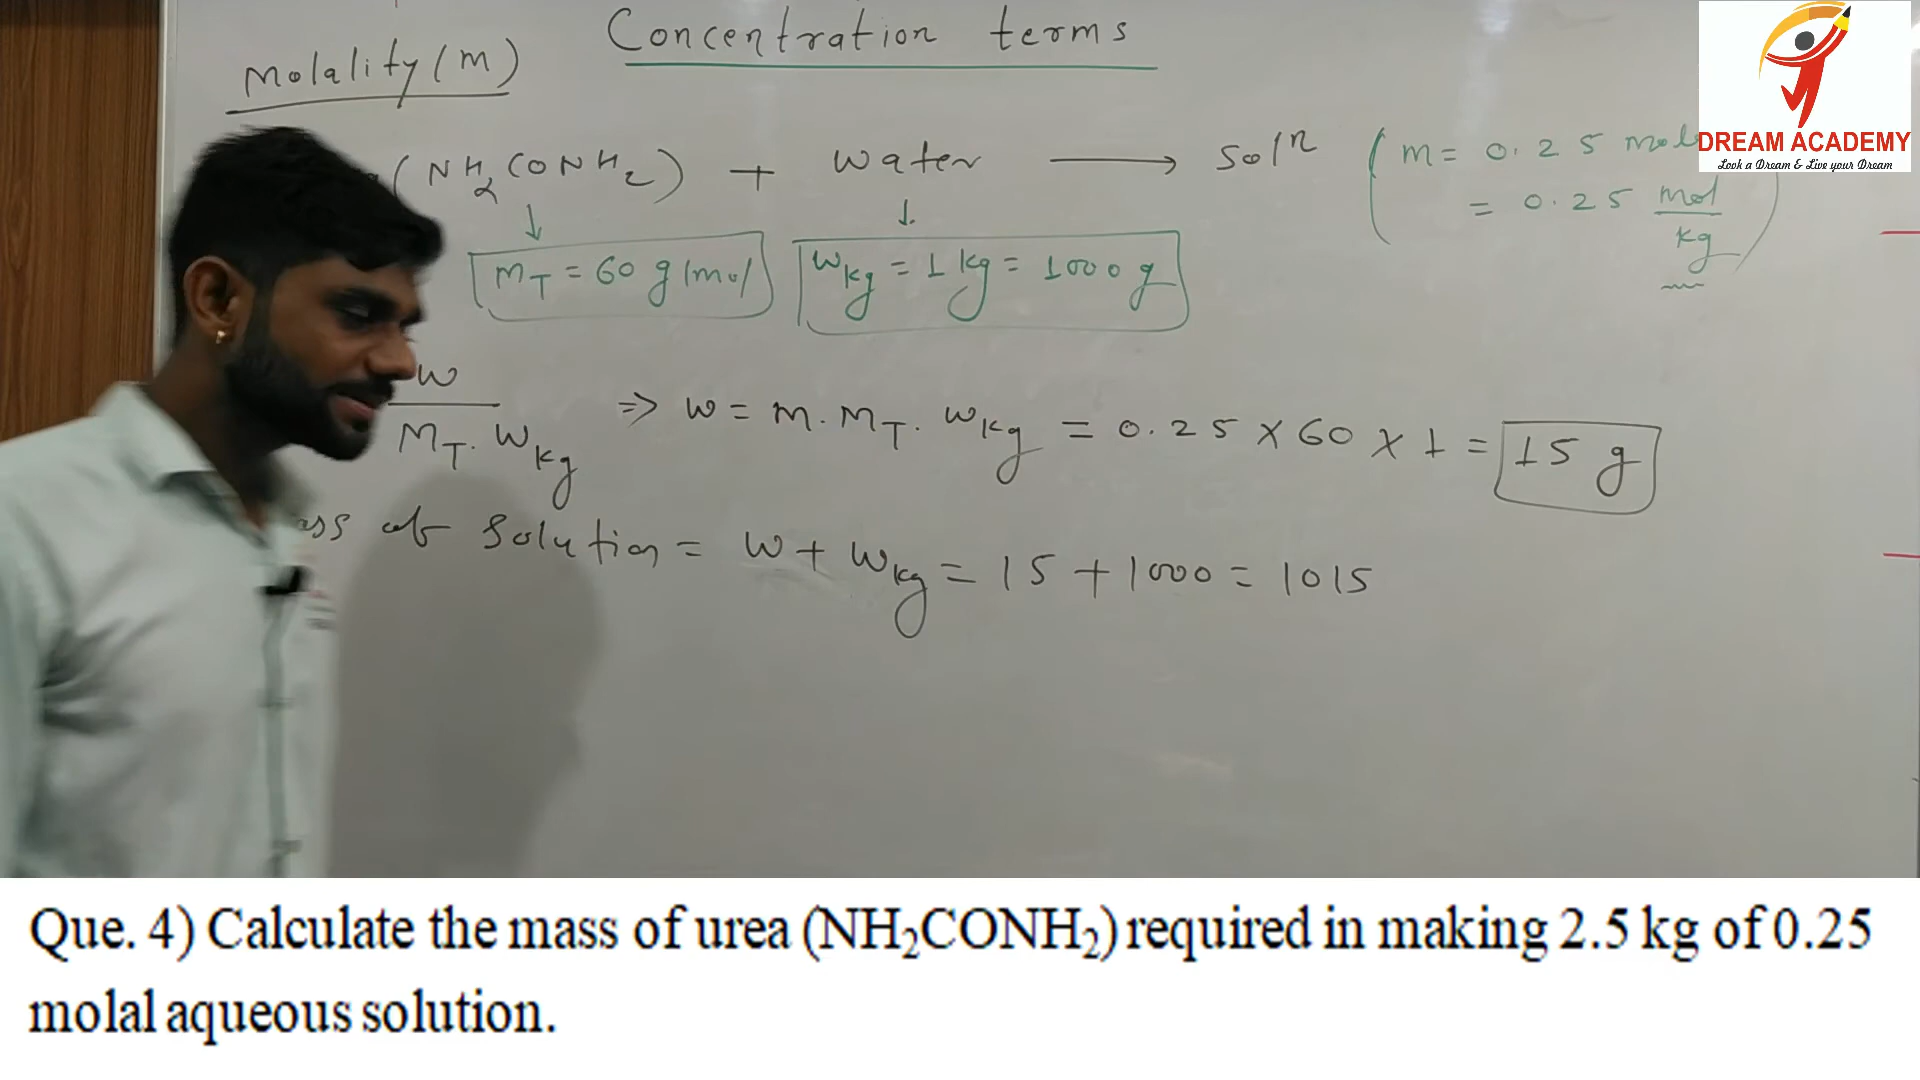 Concentration terms
Molality (m)
(NH2CONH2) + Water → Soln (m = 0.25
= 0.25 mol/kg)
MT = 60 g/mol
Wkg = 1 kg = 1000 g
W / MT. Wkg ⇒ W = m. MT. Wkg = 0.25 × 60 × 1 = 15 g
of Solution = W + Wkg = 15 + 1000 = 1015
DREAM ACADEMY
Look a Dream & Live your Dream
Que. 4) Calculate the mass of urea (NH₂CONH₂) required in making 2.5 kg of 0.25
molal aqueous solution.